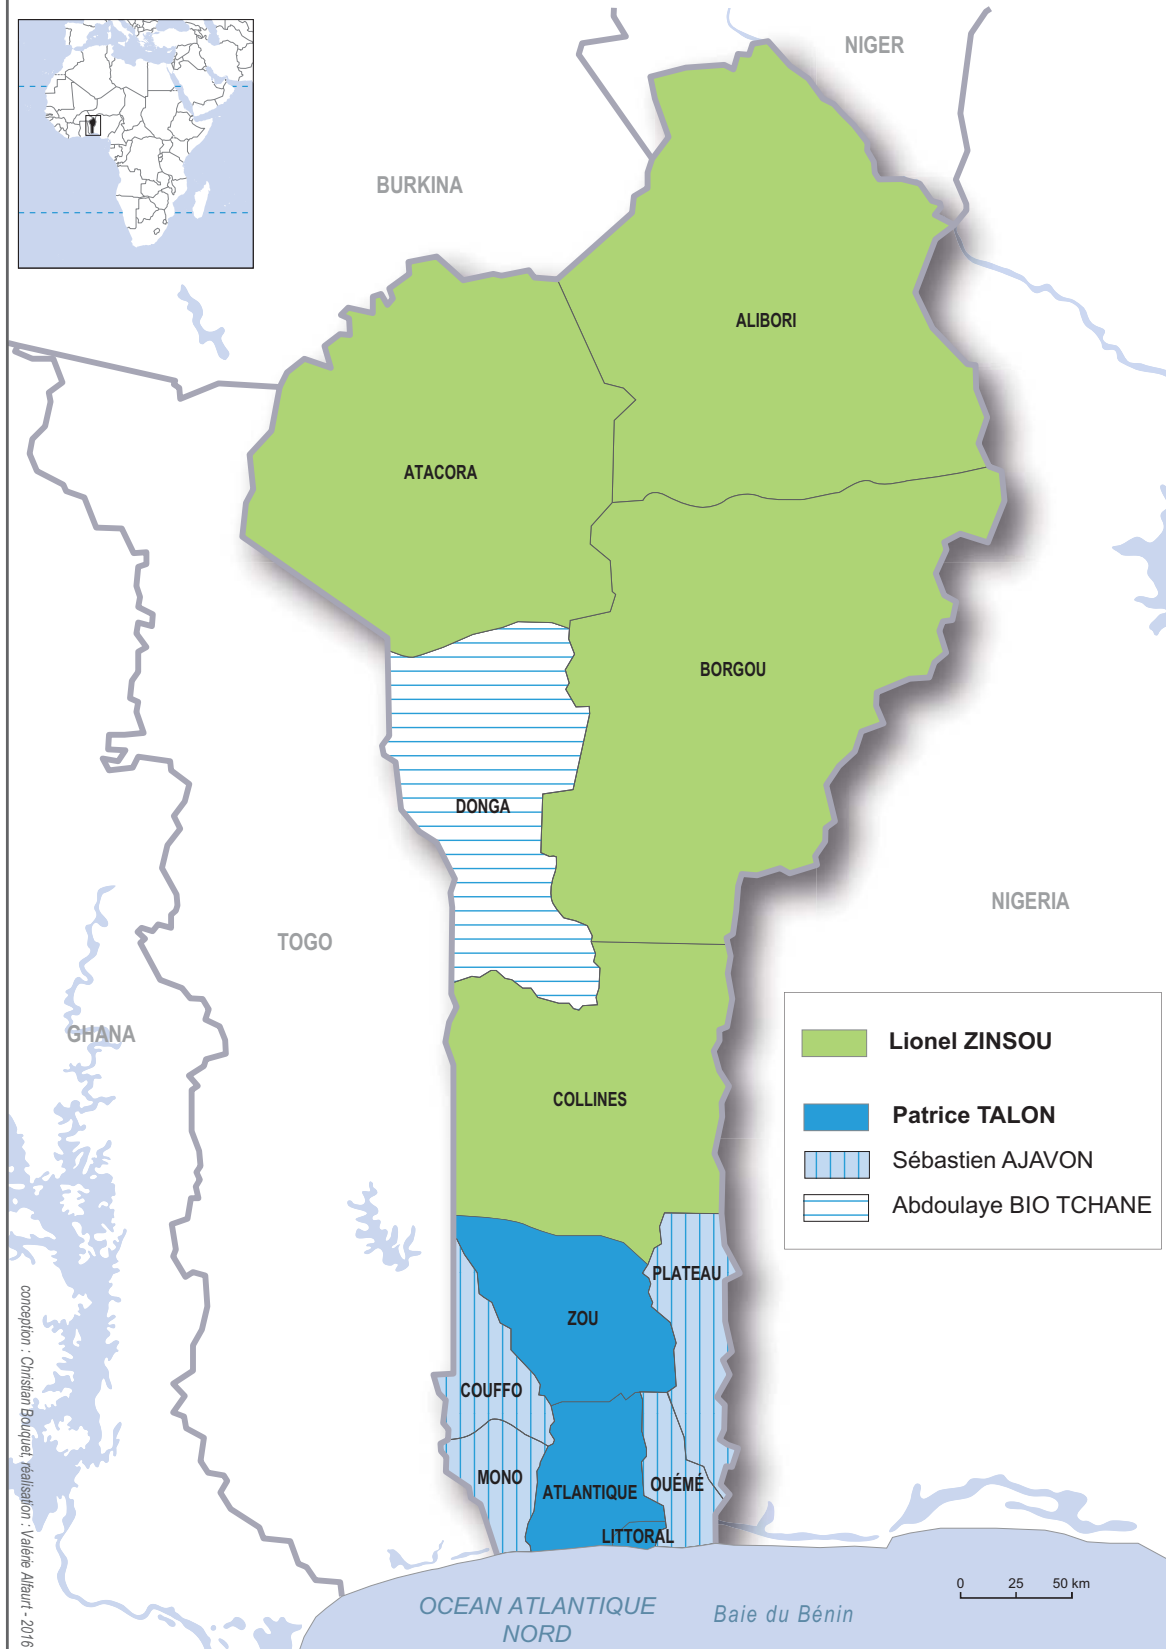 NIGER
BURKINA
ALIBORI
ATACORA
BORGOU
DONGA
NIGERIA
TOGO
GHANA
COLLINES
Lionel ZINSOU
Patrice TALON
Sébastien AJAVON
Abdoulaye BIO TCHANE
PLATEAU
ZOU
COUFFO
MONO
ATLANTIQUE
OUÉMÉ
LITTORAL
0 25 50 km
OCEAN ATLANTIQUE
NORD
Baie du Bénin
conception : Christian Bouquet, réalisation : Valérie Alfaurt - 2016